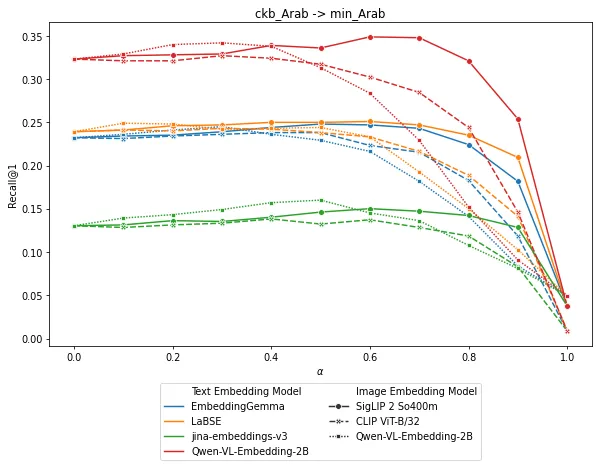 ckb_Arab -> min_Arab
Recall@1
0.35
0.30
0.25
0.20
0.15
0.10
0.05
0.00
0.0 0.2 0.4 0.6 0.8 1.0
α
Text Embedding Model Image Embedding Model
EmbeddingGemma SigLIP 2 So400m
LaBSE CLIP ViT-B/32
jina-embeddings-v3 Qwen-VL-Embedding-2B
Qwen-VL-Embedding-2B